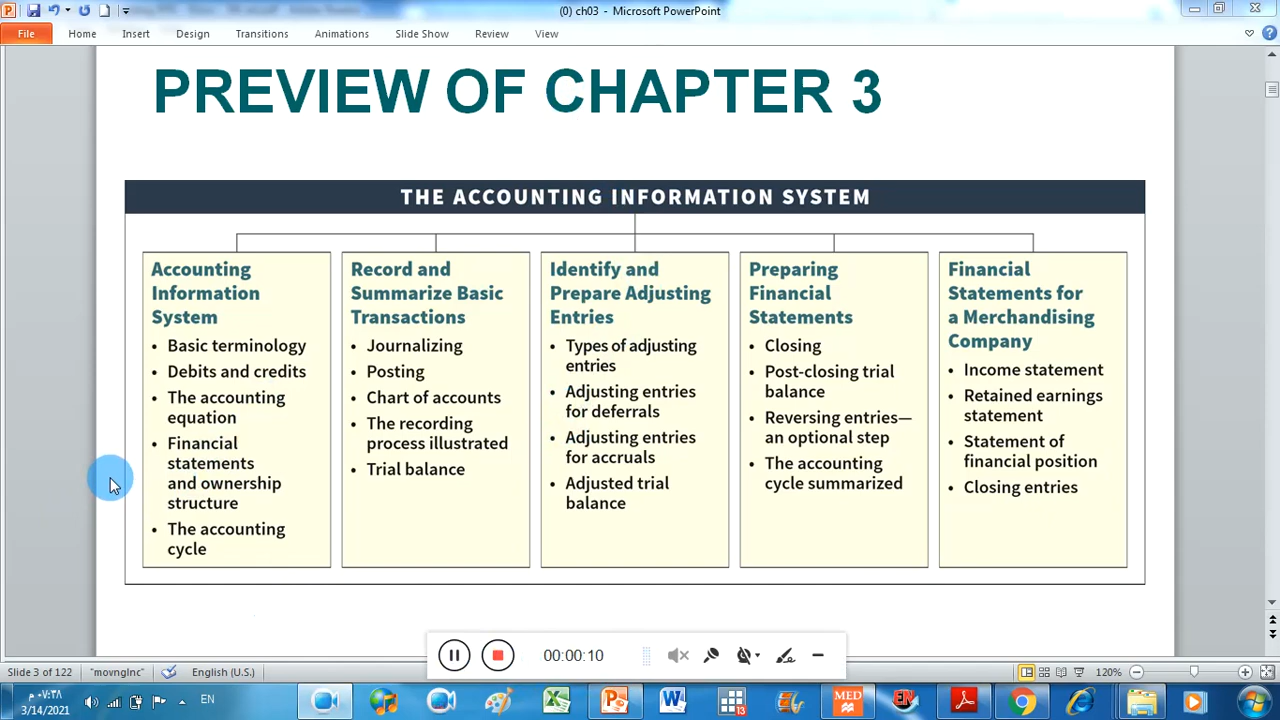 (0) ch03 - Microsoft PowerPoint
File Home Insert Design Transitions Animations Slide Show Review View
PREVIEW OF CHAPTER 3
THE ACCOUNTING INFORMATION SYSTEM
Accounting
Information
System
• Basic terminology
• Debits and credits
• The accounting
equation
• Financial
statements
and ownership
structure
• The accounting
cycle
Record and
Summarize Basic
Transactions
• Journalizing
• Posting
• Chart of accounts
• The recording
process illustrated
• Trial balance
Identify and
Prepare Adjusting
Entries
• Types of adjusting
entries
• Adjusting entries
for deferrals
• Adjusting entries
for accruals
• Adjusted trial
balance
Preparing
Financial
Statements
• Closing
• Post-closing trial
balance
• Reversing entries—
an optional step
• The accounting
cycle summarized
Financial
Statements for
a Merchandising
Company
• Income statement
• Retained earnings
statement
• Statement of
financial position
• Closing entries
00:00:10
Slide 3 of 122 "movnglnc" English (U.S.) 120%
EN
MED
13
م ٠٧:٣٨
3/14/2021